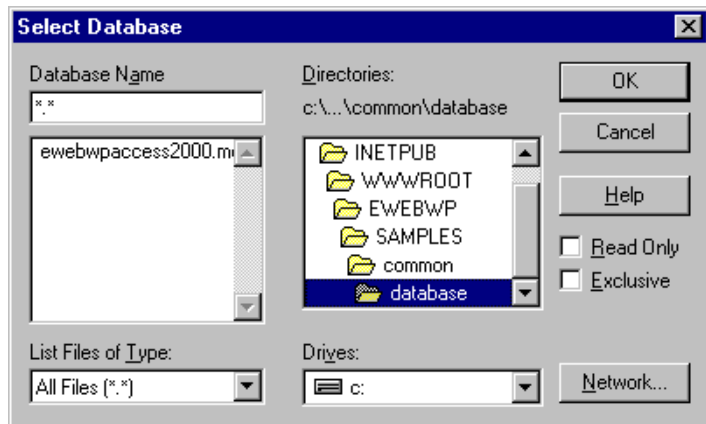 Select Database
Database Name
*.*
ewebwpaccess2000.m
List Files of Type:
All Files (*.*)
Directories:
c:\...\common\database
INETPUB
WWWROOT
EWEBWP
SAMPLES
common
database
Drives:
c:
OK
Cancel
Help
Read Only
Exclusive
Network...